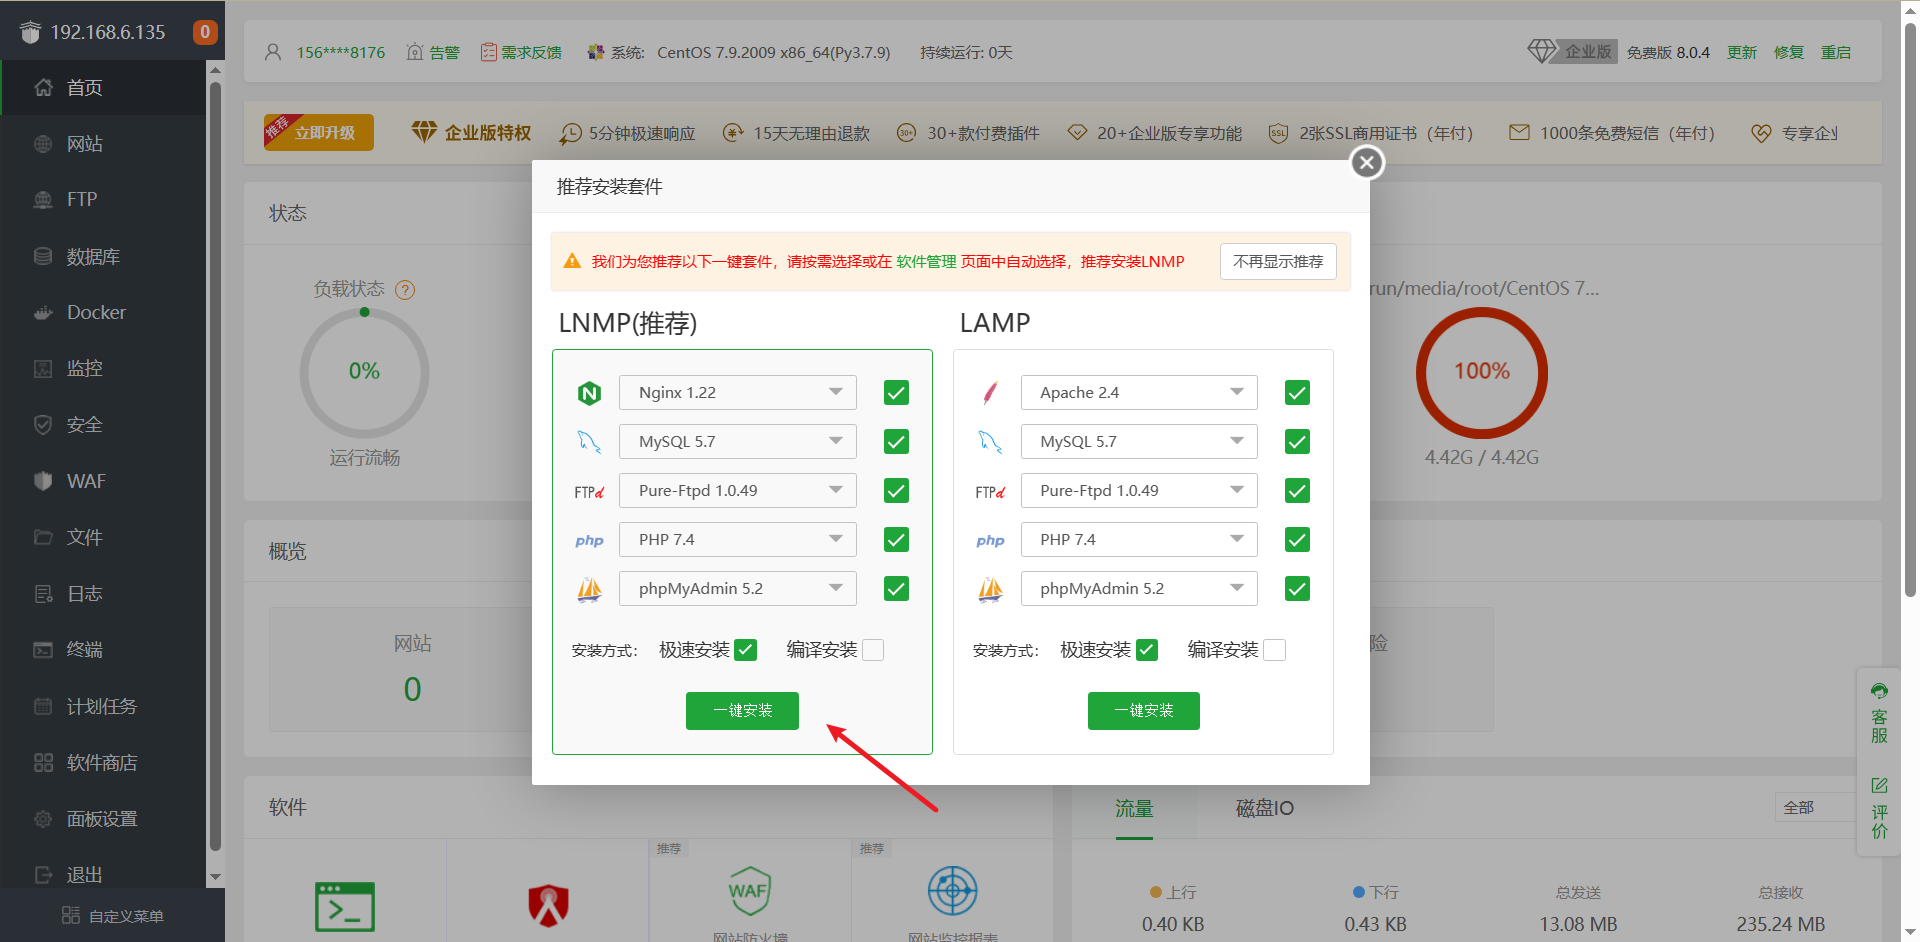 192.168.6.135
0
首页
网站
FTP
数据库
Docker
监控
安全
WAF
文件
日志
终端
计划任务
软件商店
面板设置
退出
自定义菜单
156****8176 告警 需求反馈 系统: CentOS 7.9.2009 x86_64(Py3.7.9) 持续运行: 0天
企业版 免费版 8.0.4 更新 修复 重启
推荐 立即升级 企业版特权 5分钟极速响应 15天无理由退款 30+ 30+款付费插件 20+企业版专享功能 SSL 2张SSL商用证书（年付） 1000条免费短信（年付） 专享企业
状态
负载状态 ?
0%
运行流畅
run/media/root/CentOS 7...
100%
4.42G / 4.42G
概览
网站
0
险
推荐安装套件
我们为您推荐以下一键套件，请按需选择或在 软件管理 页面中自动选择，推荐安装LNMP
不再显示推荐
LNMP(推荐)
N Nginx 1.22
MySQL 5.7
FTPd Pure-Ftpd 1.0.49
php PHP 7.4
phpMyAdmin 5.2
安装方式： 极速安装 编译安装
一键安装
LAMP
Apache 2.4
MySQL 5.7
FTPd Pure-Ftpd 1.0.49
php PHP 7.4
phpMyAdmin 5.2
安装方式： 极速安装 编译安装
一键安装
软件
推荐
WAF
网站防火墙
推荐
网站监控报表
流量 磁盘IO 全部
上行 下行 总发送 总接收
0.40 KB 0.43 KB 13.08 MB 235.24 MB
客服
评价